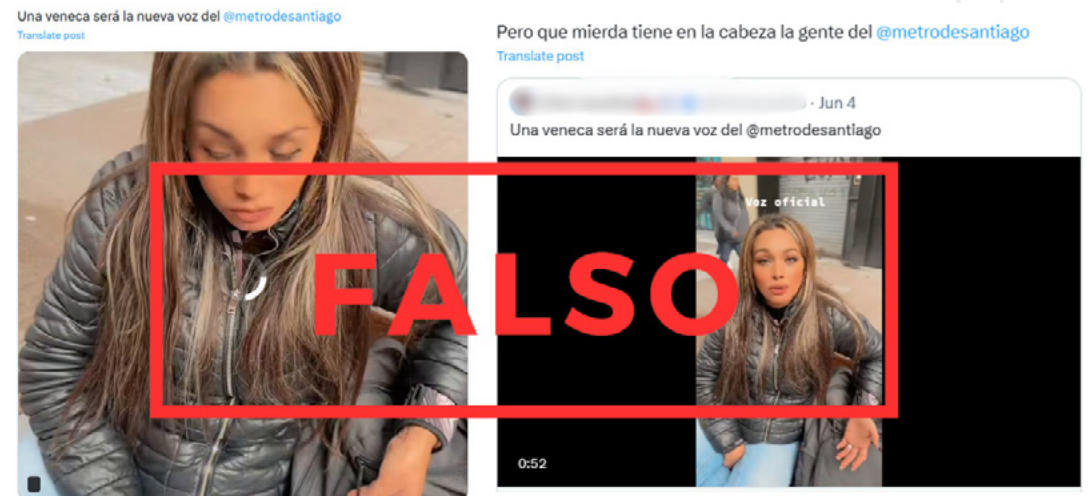 Una veneca será la nueva voz del @metrodesantiago
Translate post
Pero que mierda tiene en la cabeza la gente del @metrodesantiago
Translate post
· Jun 4
Una veneca será la nueva voz del @metrodesantiago
Voz oficial
FALSO
0:52